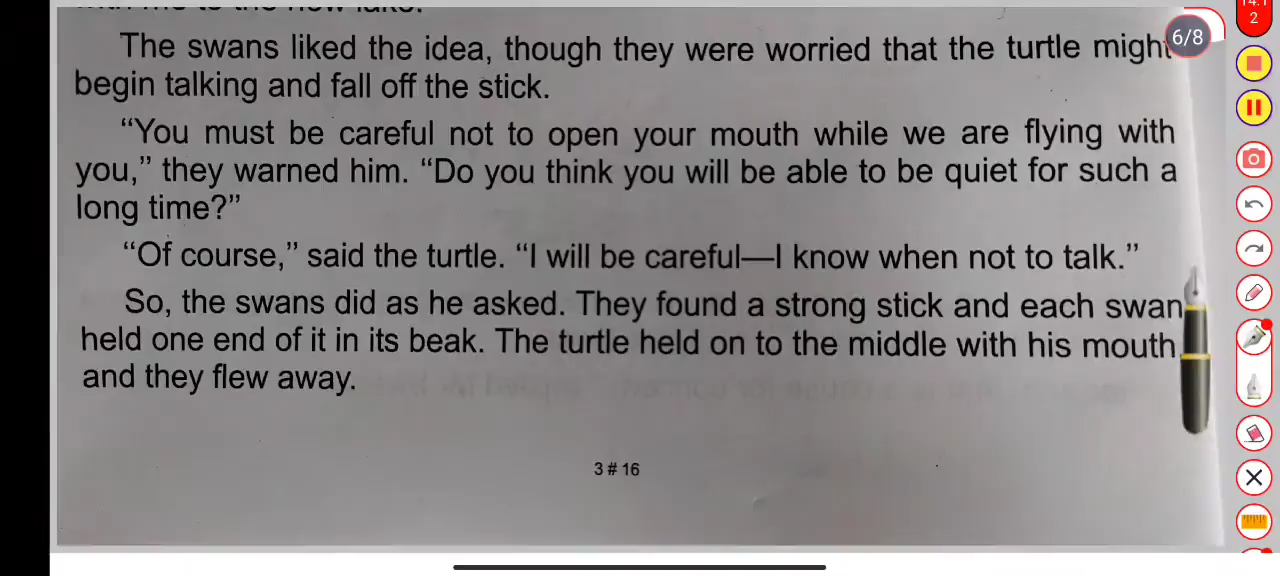 The swans liked the idea, though they were worried that the turtle might
begin talking and fall off the stick.
“You must be careful not to open your mouth while we are flying with
you,” they warned him. “Do you think you will be able to be quiet for such a
long time?”
“Of course,” said the turtle. “I will be careful—I know when not to talk.”
So, the swans did as he asked. They found a strong stick and each swan
held one end of it in its beak. The turtle held on to the middle with his mouth
and they flew away.
3 # 16
6/8
14:1
2